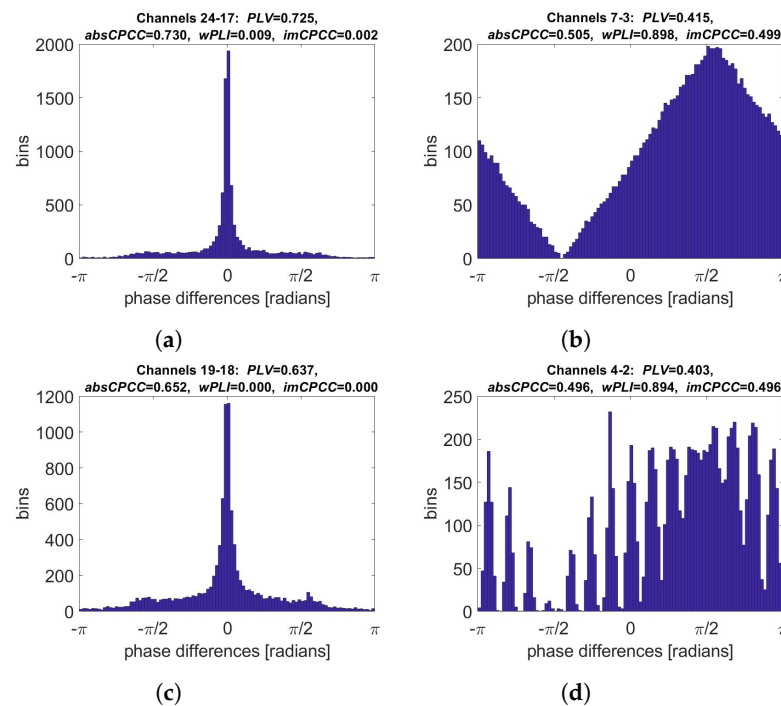 Channels 24-17: PLV=0.725,
absCPCC=0.730, wPLI=0.009, imCPCC=0.002
2000
1500
1000
500
0
bins
-π -π/2 0 π/2 π
phase differences [radians]
(a)
Channels 7-3: PLV=0.415,
absCPCC=0.505, wPLI=0.898, imCPCC=0.499
200
150
100
50
0
bins
-π -π/2 0 π/2 π
phase differences [radians]
(b)
Channels 19-18: PLV=0.637,
absCPCC=0.652, wPLI=0.000, imCPCC=0.000
1200
1000
800
600
400
200
0
bins
-π -π/2 0 π/2 π
phase differences [radians]
(c)
Channels 4-2: PLV=0.403,
absCPCC=0.496, wPLI=0.894, imCPCC=0.496
250
200
150
100
50
0
bins
-π -π/2 0 π/2 π
phase differences [radians]
(d)